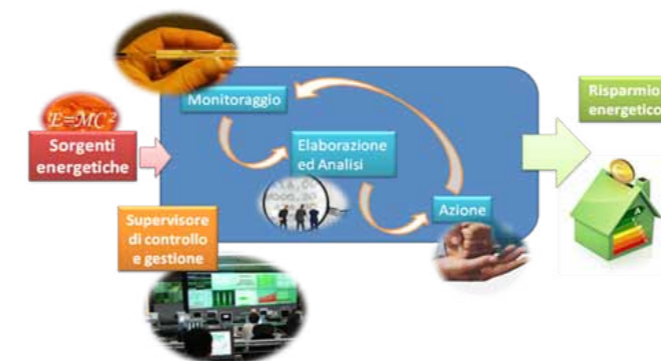 Monitoraggio
E=MC²
Sorgenti
energetiche
Elaborazione
ed Analisi
Azione
Supervisore
di controllo
e gestione
Risparmio
energetico